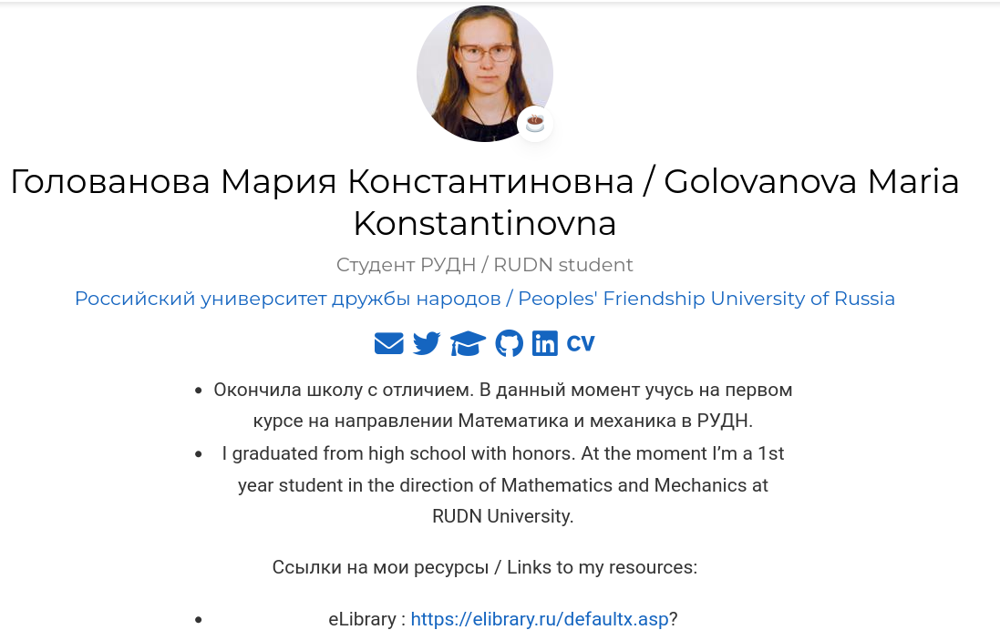 Голованова Мария Константиновна / Golovanova Maria
Konstantinovna
Студент РУДН / RUDN student
Российский университет дружбы народов / Peoples' Friendship University of Russia
CV
• Окончила школу с отличием. В данный момент учусь на первом
курсе на направлении Математика и механика в РУДН.
• I graduated from high school with honors. At the moment I’m a 1st
year student in the direction of Mathematics and Mechanics at
RUDN University.
Ссылки на мои ресурсы / Links to my resources:
• eLibrary : https://elibrary.ru/defaultx.asp?